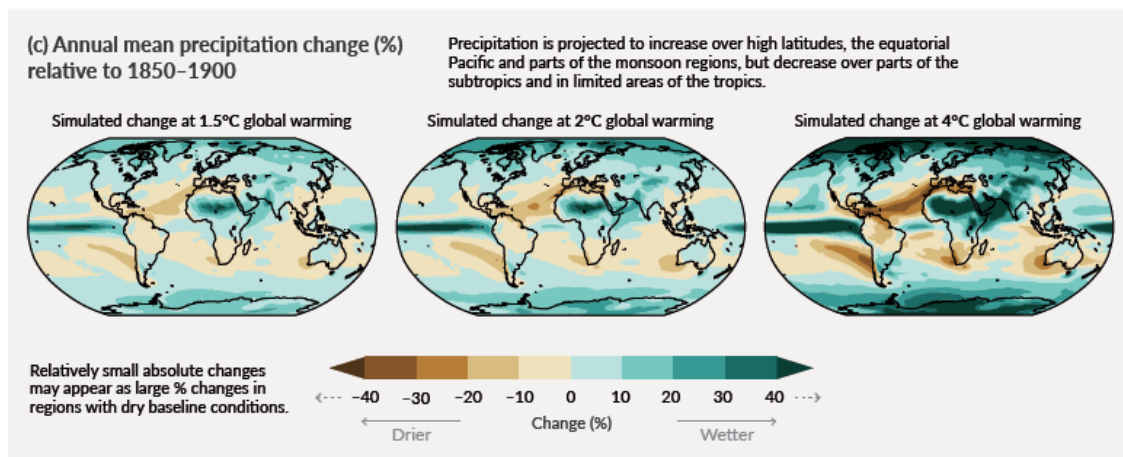 (c) Annual mean precipitation change (%)
relative to 1850–1900
Precipitation is projected to increase over high latitudes, the equatorial
Pacific and parts of the monsoon regions, but decrease over parts of the
subtropics and in limited areas of the tropics.
Simulated change at 1.5°C global warming
Simulated change at 2°C global warming
Simulated change at 4°C global warming
Relatively small absolute changes
may appear as large % changes in
regions with dry baseline conditions.
–40 –30 –20 –10 0 10 20 30 40
Change (%)
Drier
Wetter